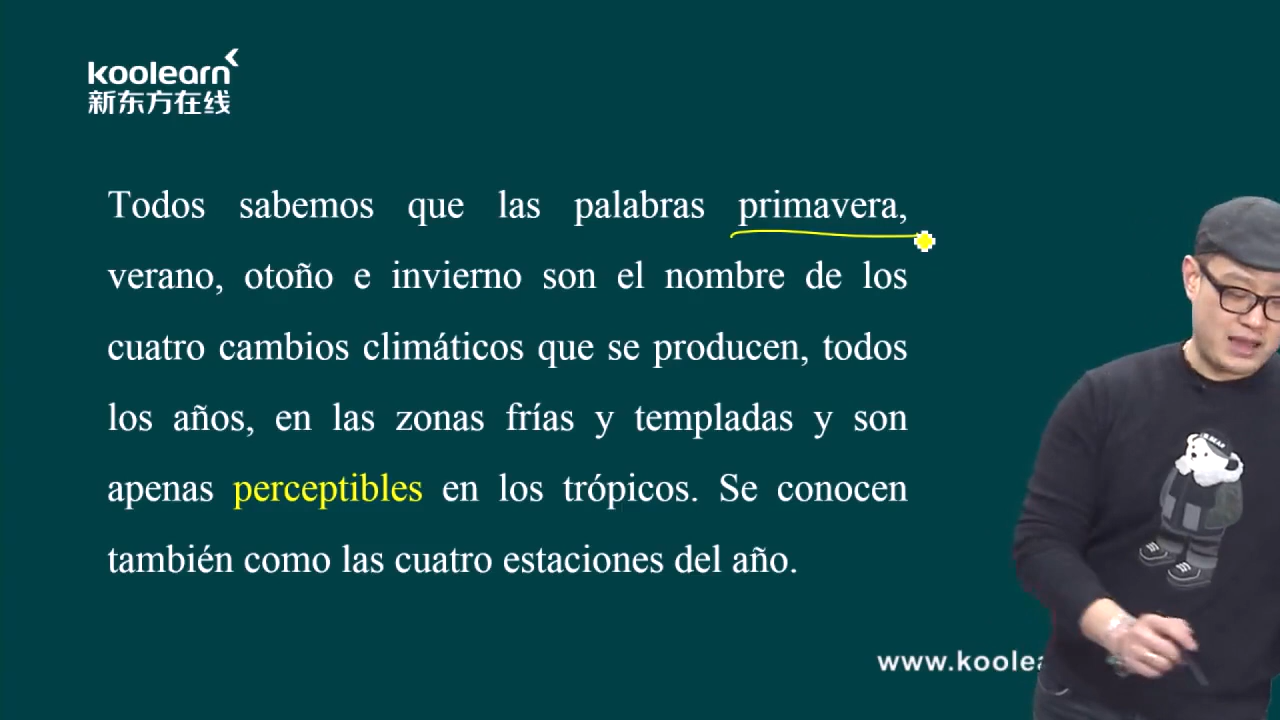 koolearn
新东方在线
Todos sabemos que las palabras primavera,
verano, otoño e invierno son el nombre de los
cuatro cambios climáticos que se producen, todos
los años, en las zonas frías y templadas y son
apenas perceptibles en los trópicos. Se conocen
también como las cuatro estaciones del año.